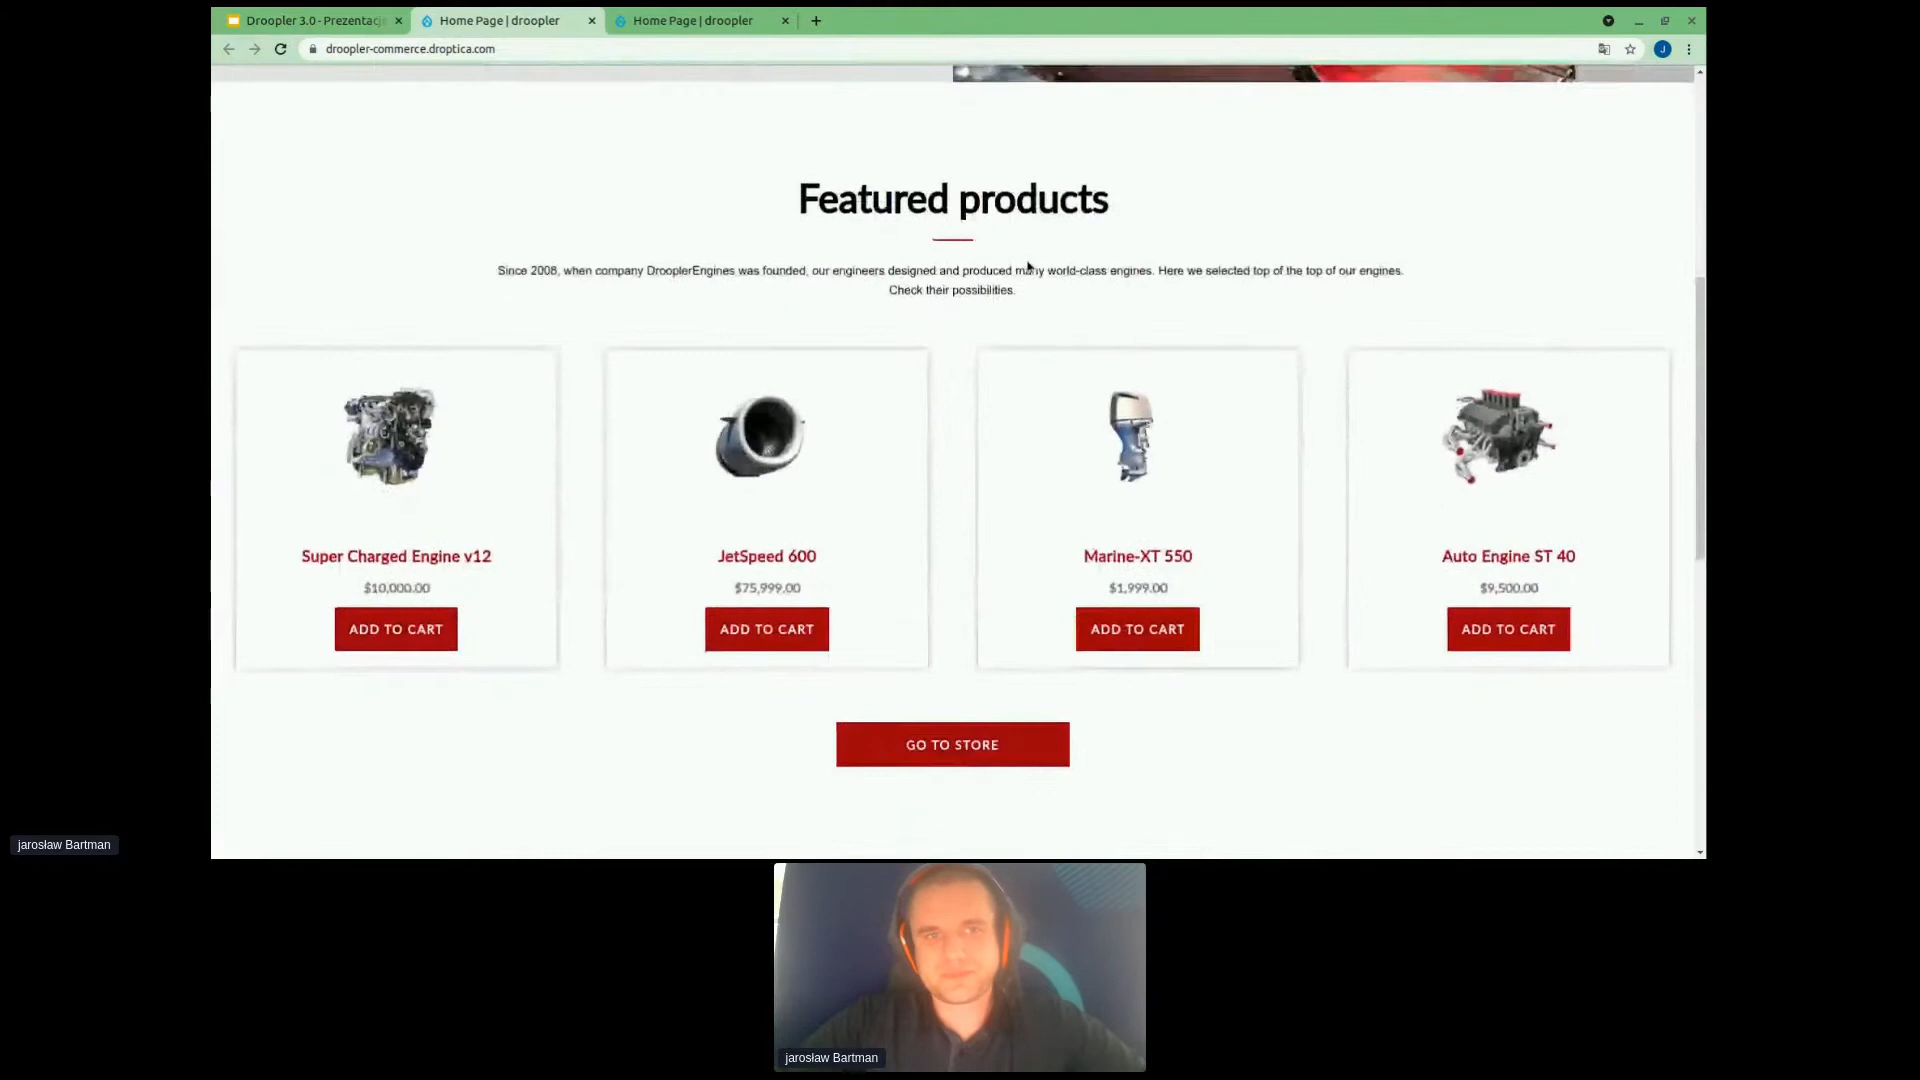 Droopler 3.0 - Prezentacj
Home Page | droopler
Home Page | droopler
droopler-commerce.droptica.com
J
Featured products
Since 2008, when company DrooplerEngines was founded, our engineers designed and produced many world-class engines. Here we selected top of the top of our engines.
Check their possibilities.
Super Charged Engine v12
JetSpeed 600
Marine-XT 550
Auto Engine ST 40
$10,000.00
$75,999.00
$1,999.00
$9,500.00
ADD TO CART
ADD TO CART
ADD TO CART
ADD TO CART
GO TO STORE
jarosław Bartman
jarosław Bartman